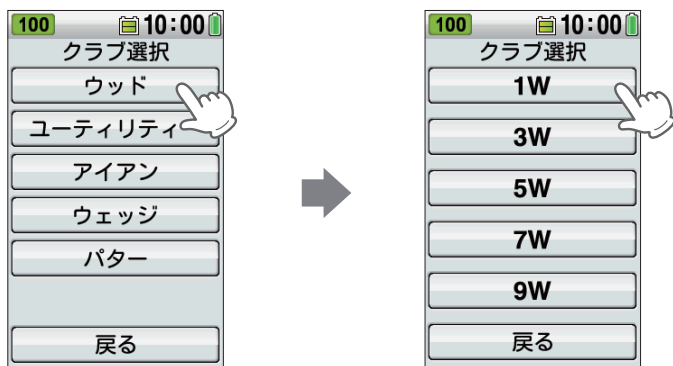 100 10:00
クラブ選択
ウッド
ユーティリティ
アイアン
ウェッジ
パター
戻る
100 10:00
クラブ選択
1W
3W
5W
7W
9W
戻る